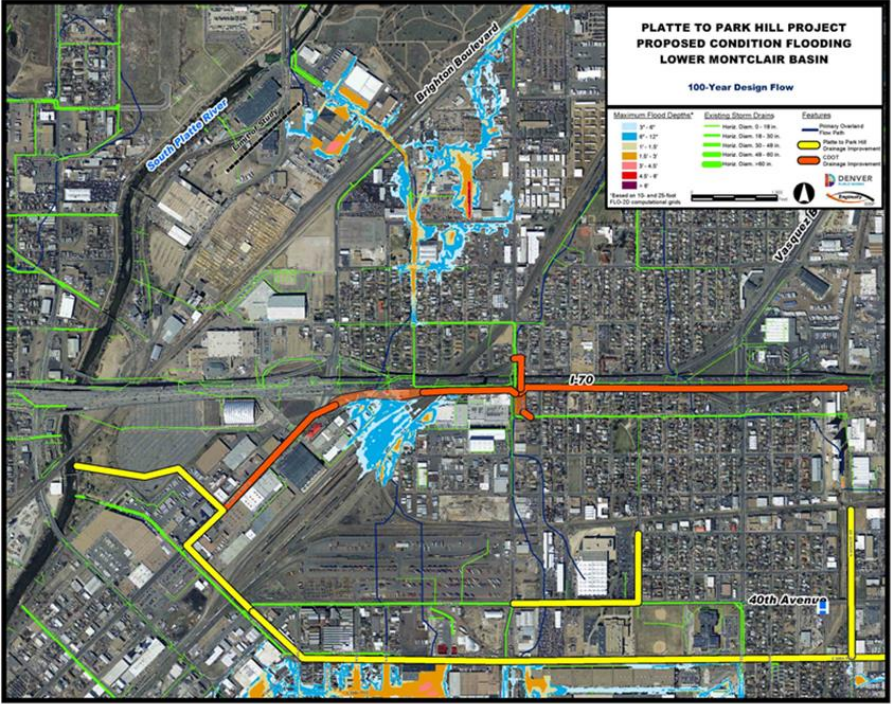 PLATTE TO PARK HILL PROJECT
PROPOSED CONDITION FLOODING
LOWER MONTCLAIR BASIN
100-Year Design Flow
Maximum Flood Depths*
3" - 6"
6" - 12"
1' - 1.5'
1.5' - 3'
3' - 4.5'
4.5' - 6'
> 6'
*Based on 10- and 25-foot
FLO-2D computational grids
Existing Storm Drains
Horiz. Diam. 0 - 18 in.
Horiz. Diam. 18 - 30 in.
Horiz. Diam. 30 - 48 in.
Horiz. Diam. 48 - 60 in.
Horiz. Diam. >60 in.
Features
Primary Overland
Flow Path
Platte to Park Hill
Drainage Improvement
CDOT
Drainage Improvement
DENVER
Brighton Boulevard
South Platte River
Limit of Study
I-70
40th Avenue